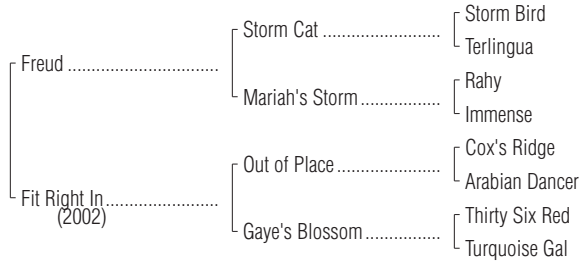 Storm Bird
Storm Cat ........................
Terlingua
Freud ................................
Rahy
Mariah's Storm.................
Immense
Cox's Ridge
Out of Place......................
Arabian Dancer
Fit Right In........................
(2002)
Thirty Six Red
Gaye's Blossom................
Turquoise Gal